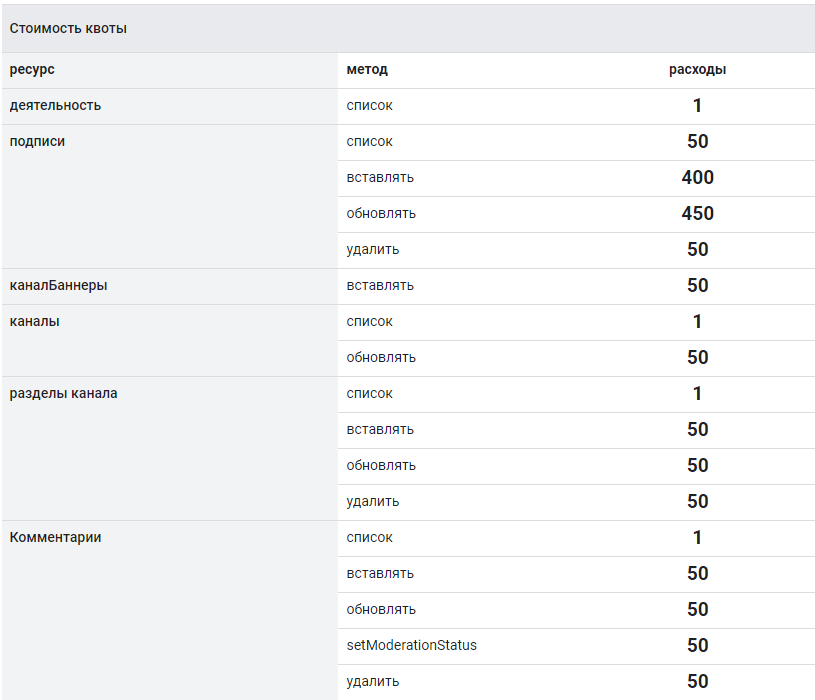 Стоимость квоты
ресурс метод расходы
деятельность список 1
подписи список 50
вставлять 400
обновлять 450
удалить 50
каналБаннеры вставлять 50
каналы список 1
обновлять 50
разделы канала список 1
вставлять 50
обновлять 50
удалить 50
Комментарии список 1
вставлять 50
обновлять 50
setModerationStatus 50
удалить 50